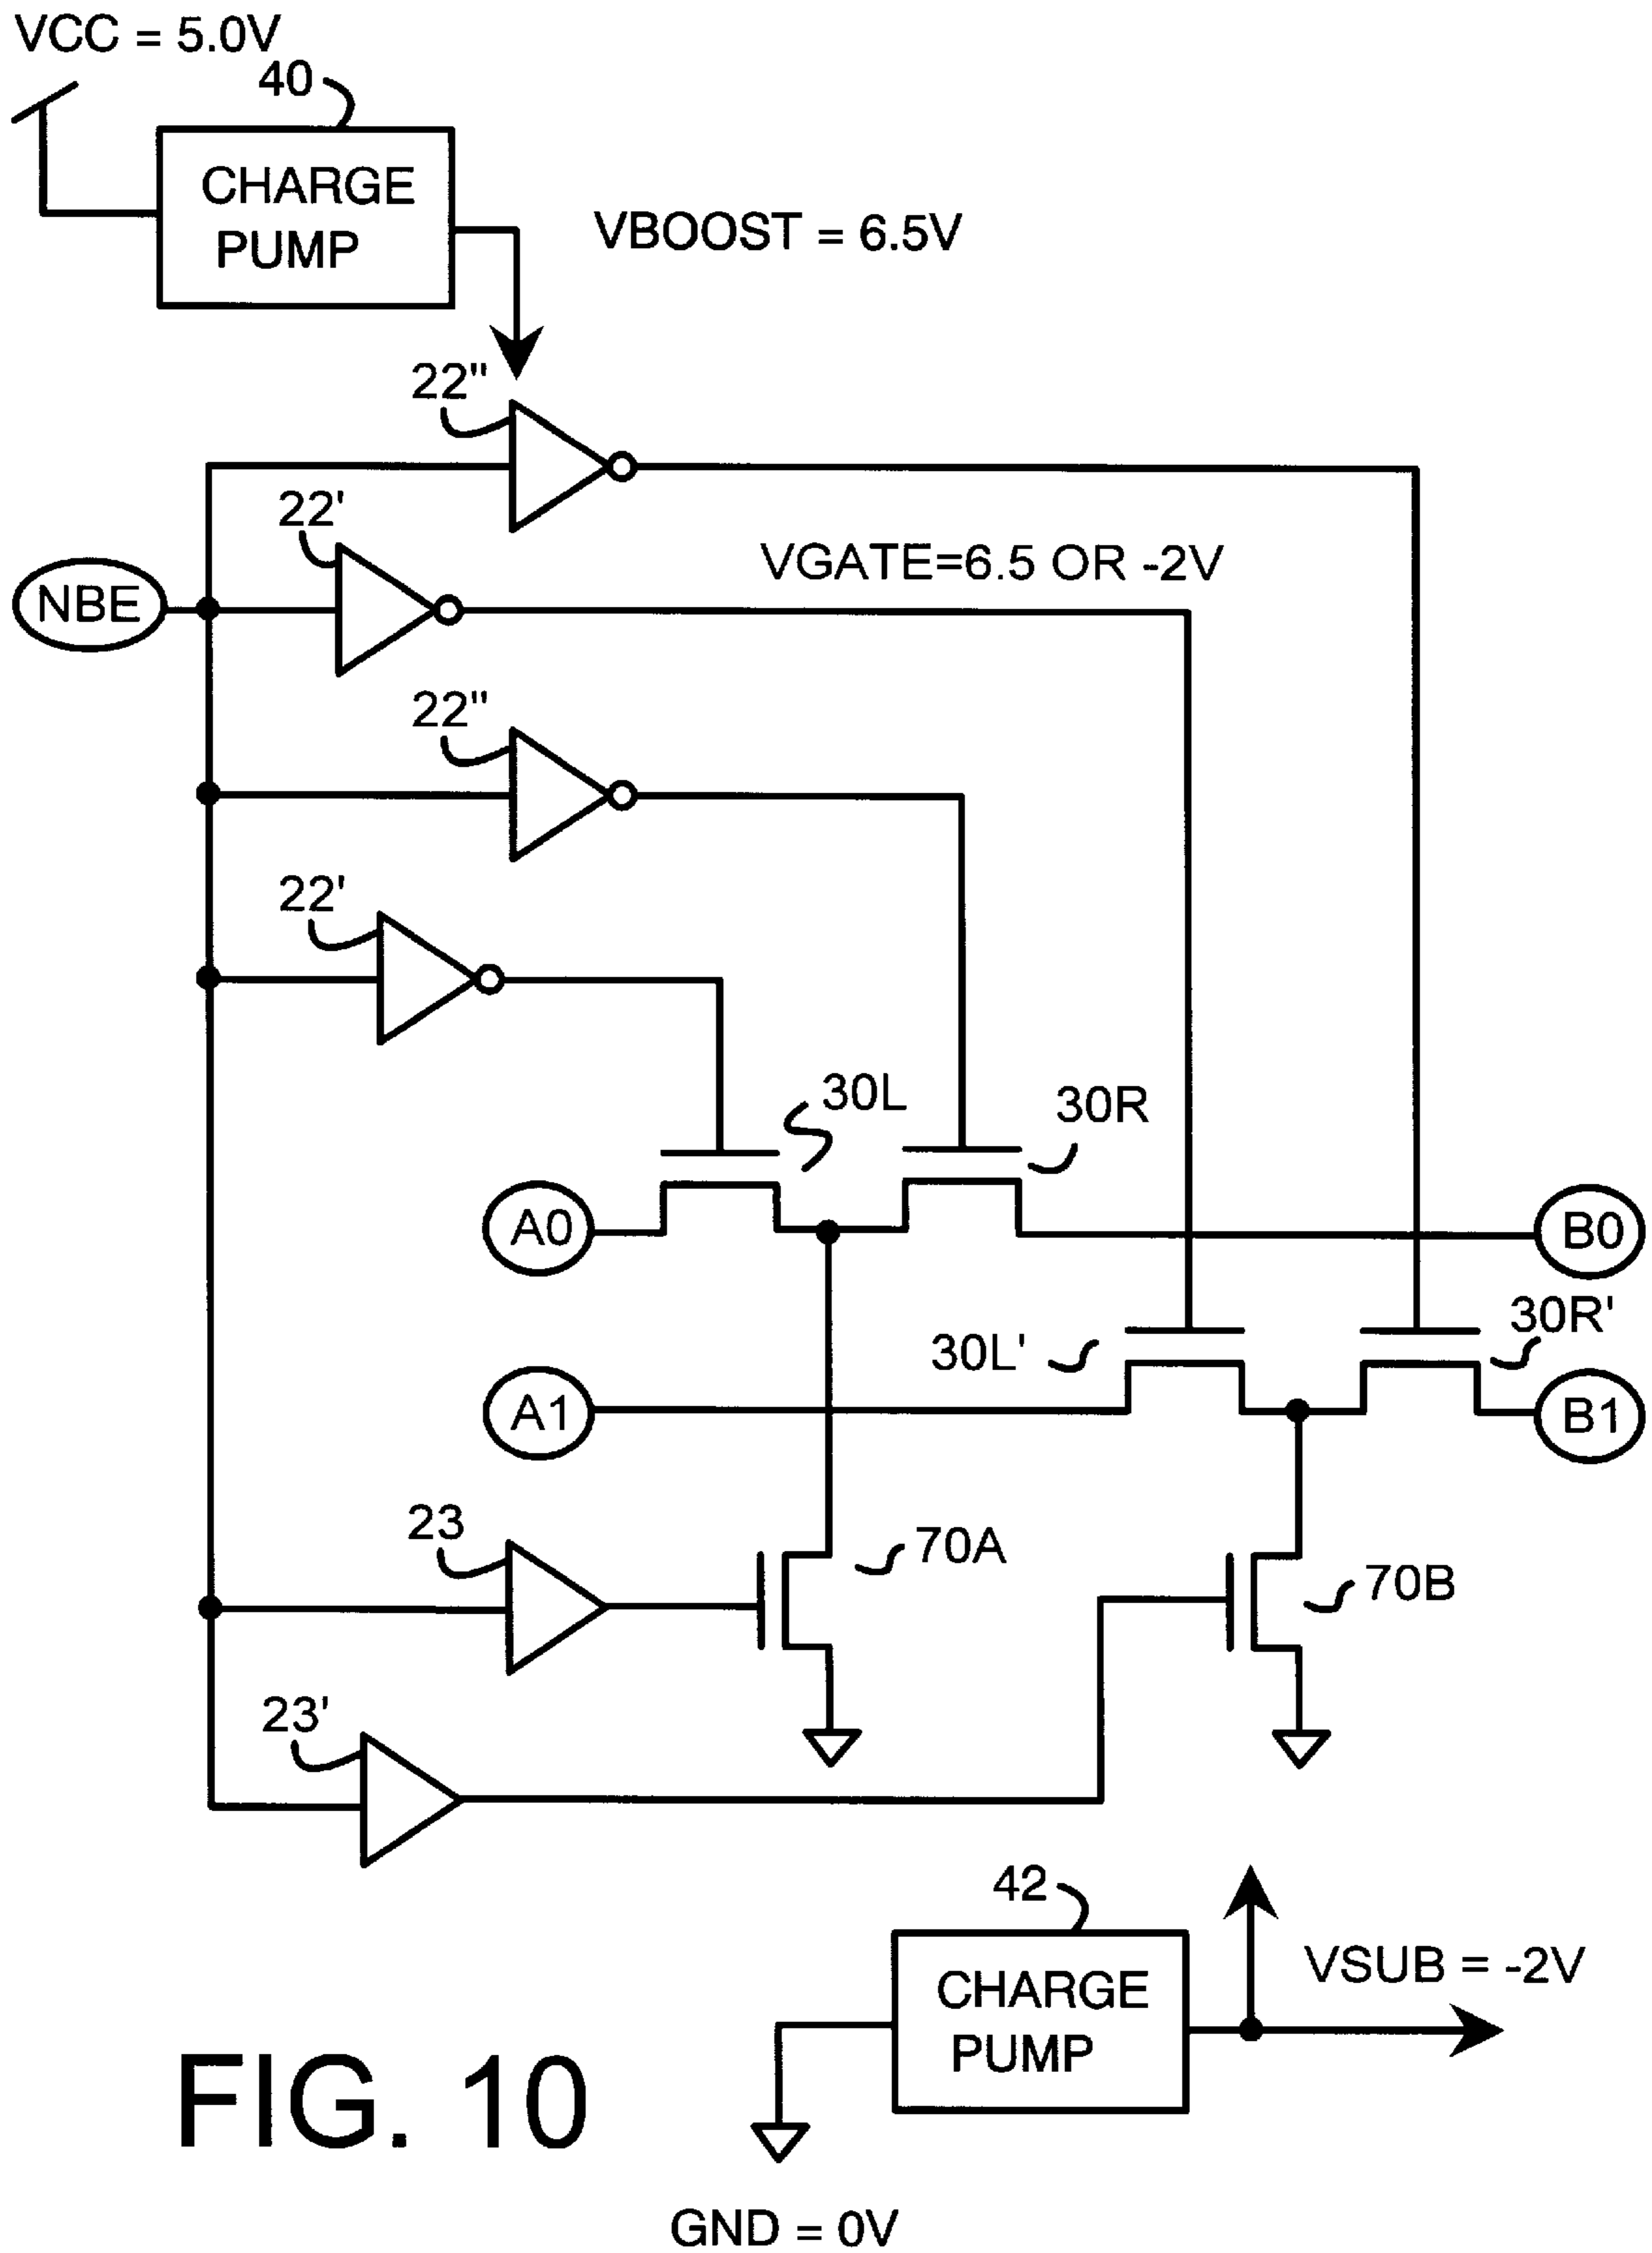 VCC = 5.0V
40
CHARGE
PUMP
VBOOST = 6.5V
22"
22'
VGATE=6.5 OR -2V
NBE
22"
22'
30L
30R
A0
B0
30L'
30R'
A1
B1
23
70A
70B
23'
42
CHARGE
PUMP
VSUB = -2V
FIG. 10
GND = 0V